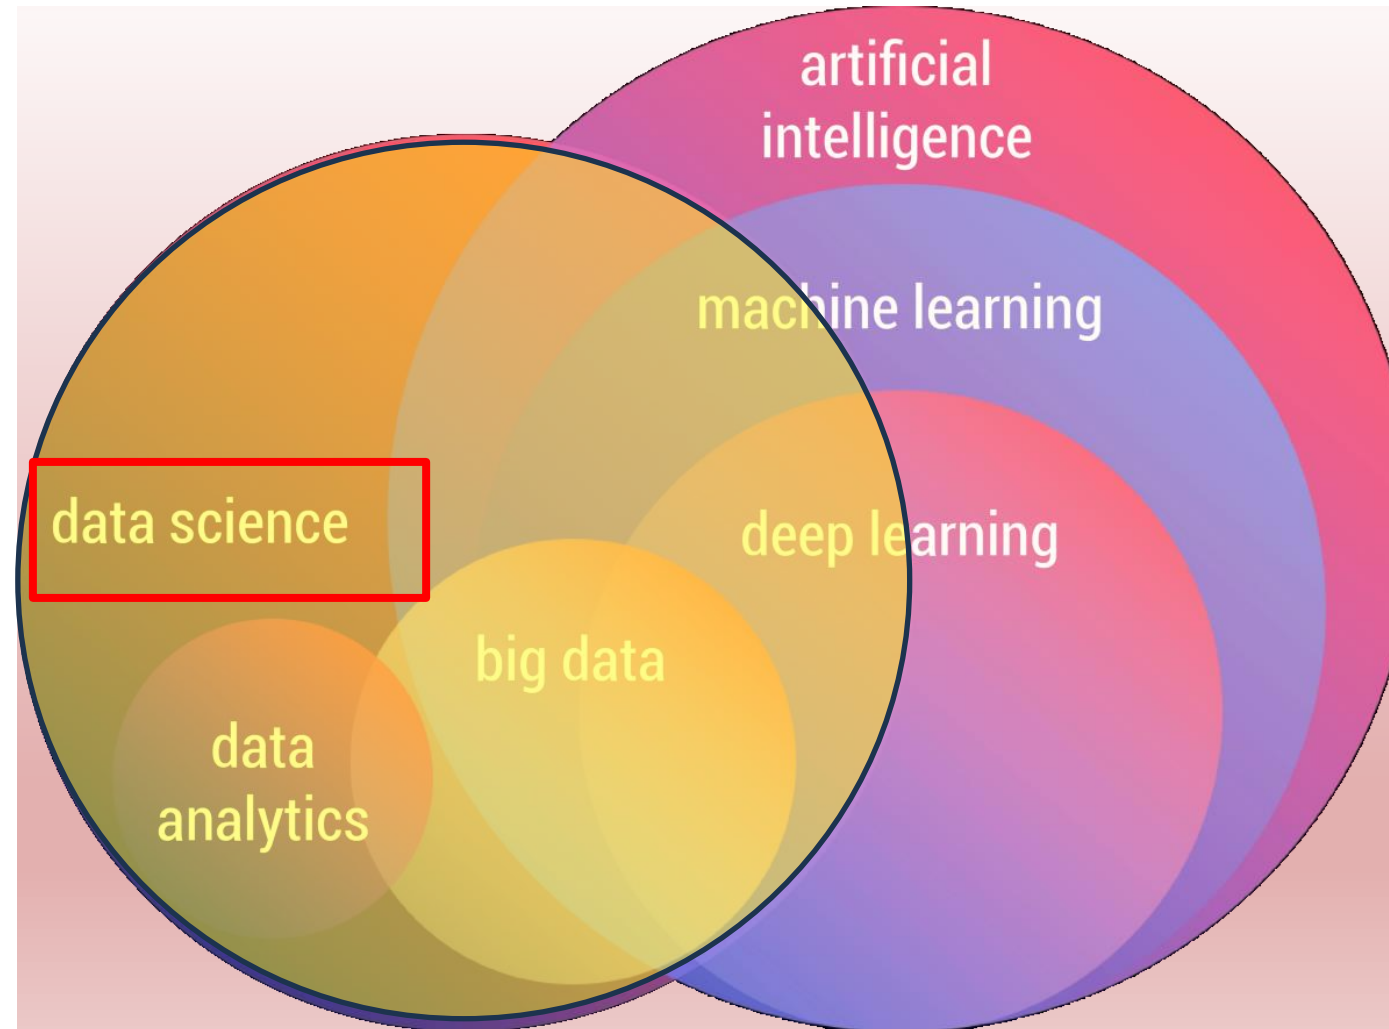 artificial
intelligence
machine learning
data science
deep learning
big data
data
analytics